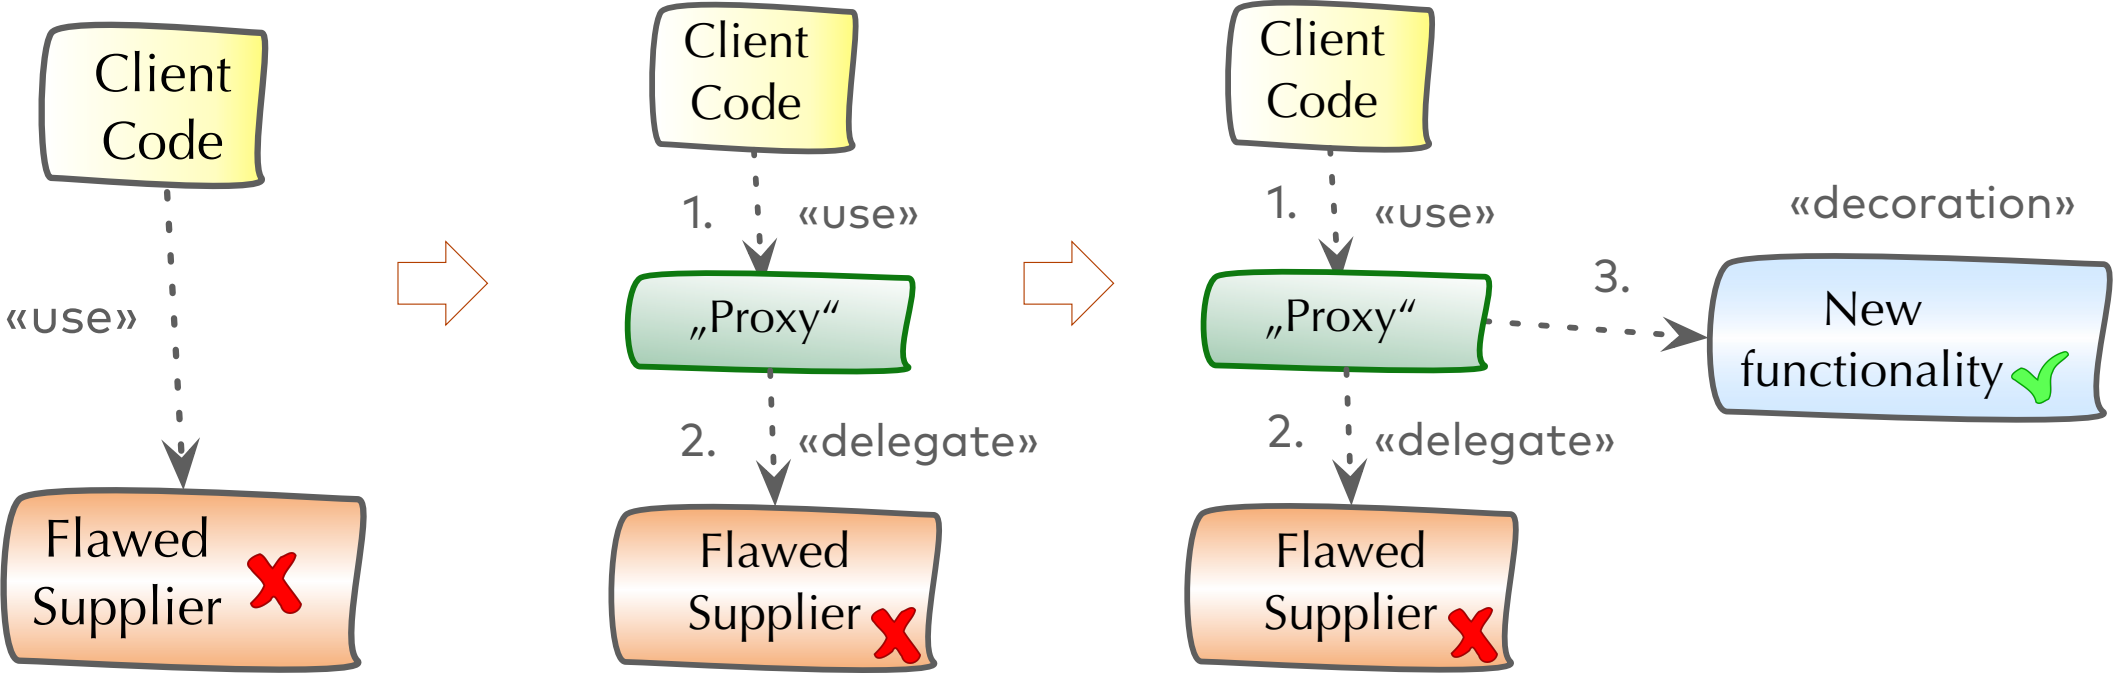 Client
Code
«use»
Flawed
Supplier
Client
Code
1. «use»
„Proxy“
2. «delegate»
Flawed
Supplier
Client
Code
1. «use»
„Proxy“
2. «delegate»
Flawed
Supplier
3.
«decoration»
New
functionality